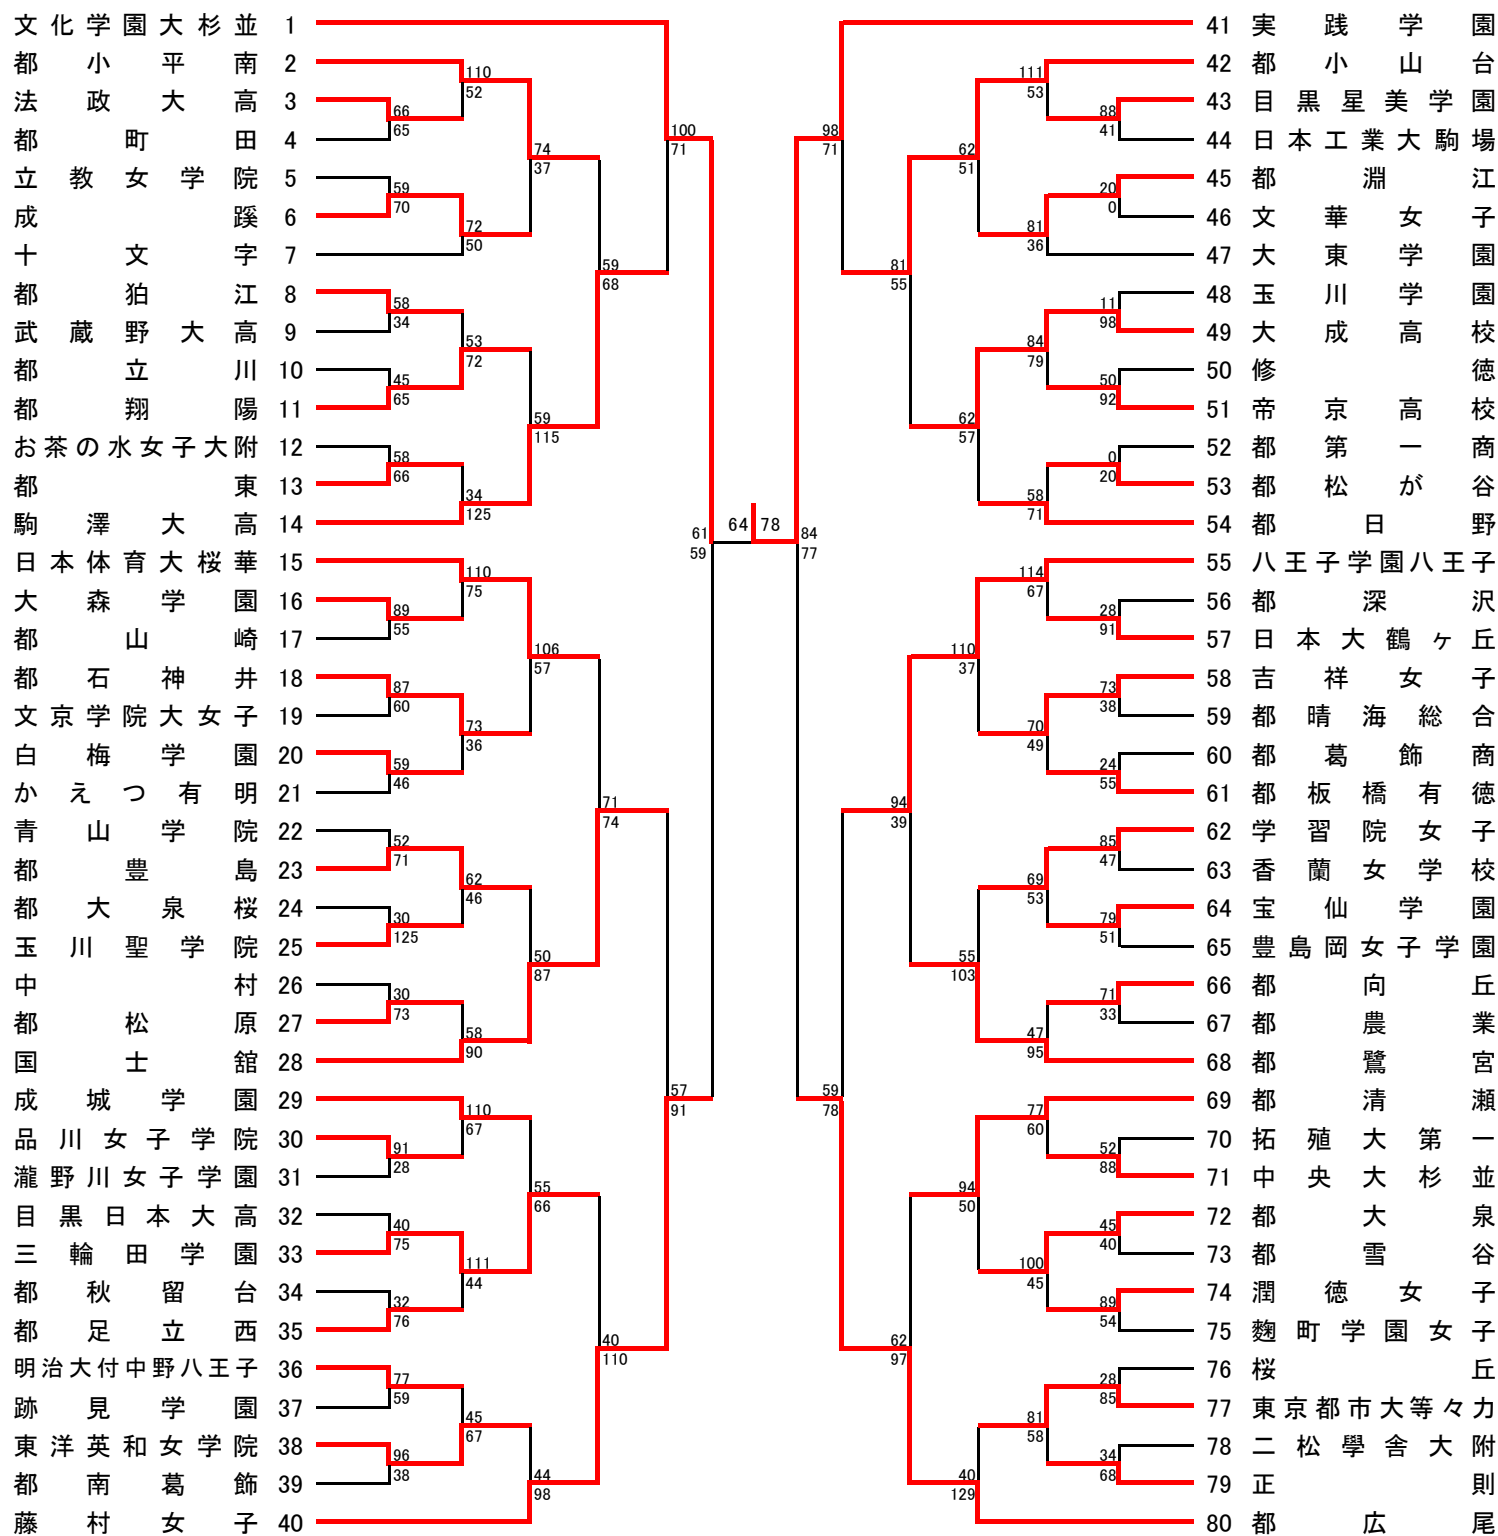 文化学園大杉並 1
都小平南 2
法政大高 3
都町田 4
立教女学院 5
成蹊 6
十文字 7
都狛江 8
武蔵野大高 9
都立川 10
都翔陽 11
お茶の水女子大附 12
都東 13
駒澤大高 14
日本体育大桜華 15
大森学園 16
都山崎 17
都石神井 18
文京学院大女子 19
白梅学園 20
かえつ有明 21
青山学院 22
都豊島 23
都大泉桜 24
玉川聖学院 25
中村 26
都松原 27
国士舘 28
成城学園 29
品川女子学院 30
瀧野川女子学園 31
目黒日本大高 32
三輪田学園 33
都秋留台 34
都足立西 35
明治大付中野八王子 36
跡見学園 37
東洋英和女学院 38
都南葛飾 39
藤村女子 40
66
65
59
70
58
34
45
65
58
66
89
55
87
60
59
46
52
71
30
125
30
73
91
28
40
75
32
76
77
59
96
38
110
52
72
50
53
72
34
125
110
75
73
36
62
46
58
90
110
67
111
44
45
67
74
37
59
115
106
57
50
87
55
66
44
98
59
68
71
74
40
110
100
71
57
91
61
59
64 78
84
77
98
71
59
78
81
55
94
39
62
97
62
51
62
57
110
37
55
103
94
50
40
129
111
53
81
36
84
79
58
71
114
67
70
49
69
53
47
95
77
60
100
45
81
58
88
41
20
0
11
98
50
92
0
20
28
91
73
38
24
55
85
47
79
51
71
33
52
88
45
40
89
54
28
85
34
68
41 実践学園
42 都小山台
43 目黒星美学園
44 日本工業大駒場
45 都淵江
46 文華女子
47 大東学園
48 玉川学園
49 大成高校
50 修徳
51 帝京高校
52 都第一商
53 都松が谷
54 都日野
55 八王子学園八王子
56 都深沢
57 日本大鶴ヶ丘
58 吉祥女子
59 都晴海総合
60 都葛飾商
61 都板橋有徳
62 学習院女子
63 香蘭女学校
64 宝仙学園
65 豊島岡女子学園
66 都向丘
67 都農業
68 都鷺宮
69 都清瀬
70 拓殖大第一
71 中央大杉並
72 都大泉
73 都雪谷
74 潤徳女子
75 麴町学園女子
76 桜丘
77 東京都市大等々力
78 二松學舎大附
79 正則
80 都広尾